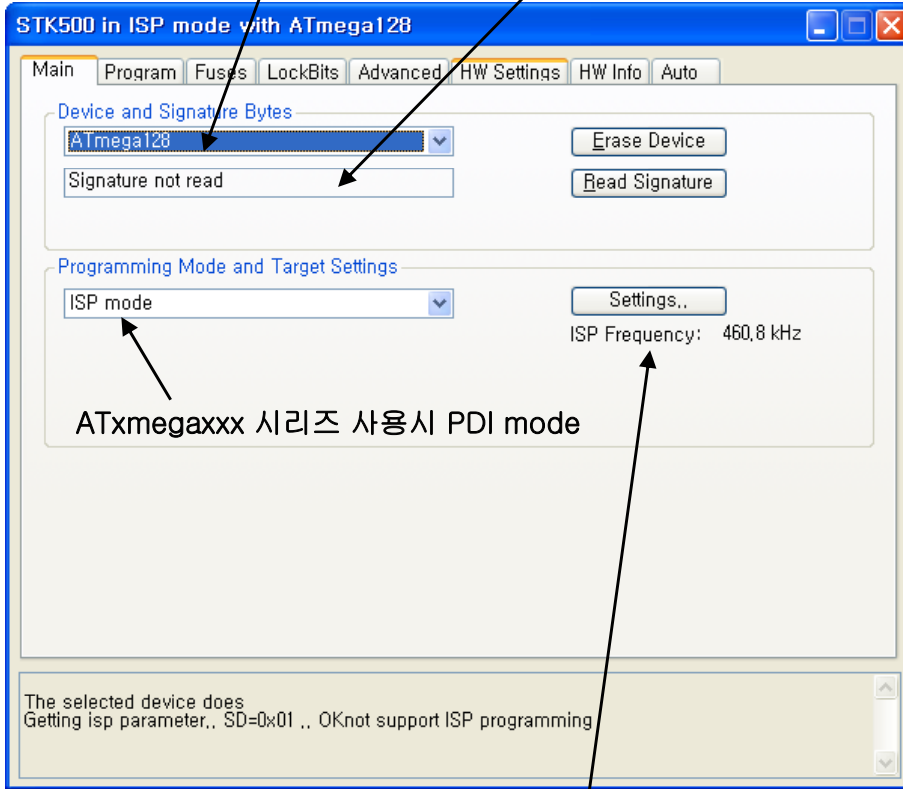 STK500 in ISP mode with ATmega128
Main Program Fuses LockBits Advanced HW Settings HW Info Auto
Device and Signature Bytes
ATmega128
Erase Device
Signature not read
Read Signature
Programming Mode and Target Settings
ISP mode
Settings..
ISP Frequency: 460.8 kHz
ATxmegaxxx 시리즈 사용시 PDI mode
The selected device does
Getting isp parameter.. SD=0x01 .. OKnot support ISP programming